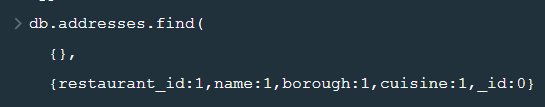 > db.addresses.find(
{},
{restaurant_id:1,name:1,borough:1,cuisine:1,_id:0}